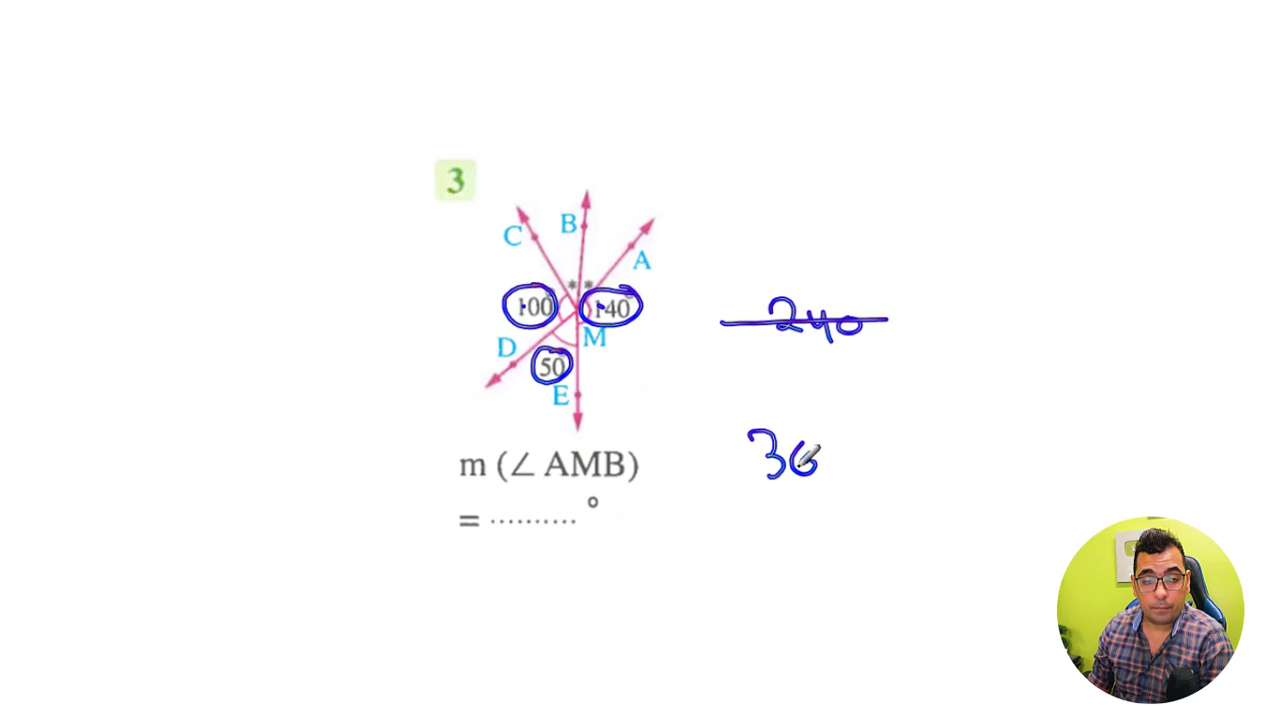 3
B
C
A
* *
100° 140°
M
D
50°
E
m (∠ AMB)
= .......... °
240
36